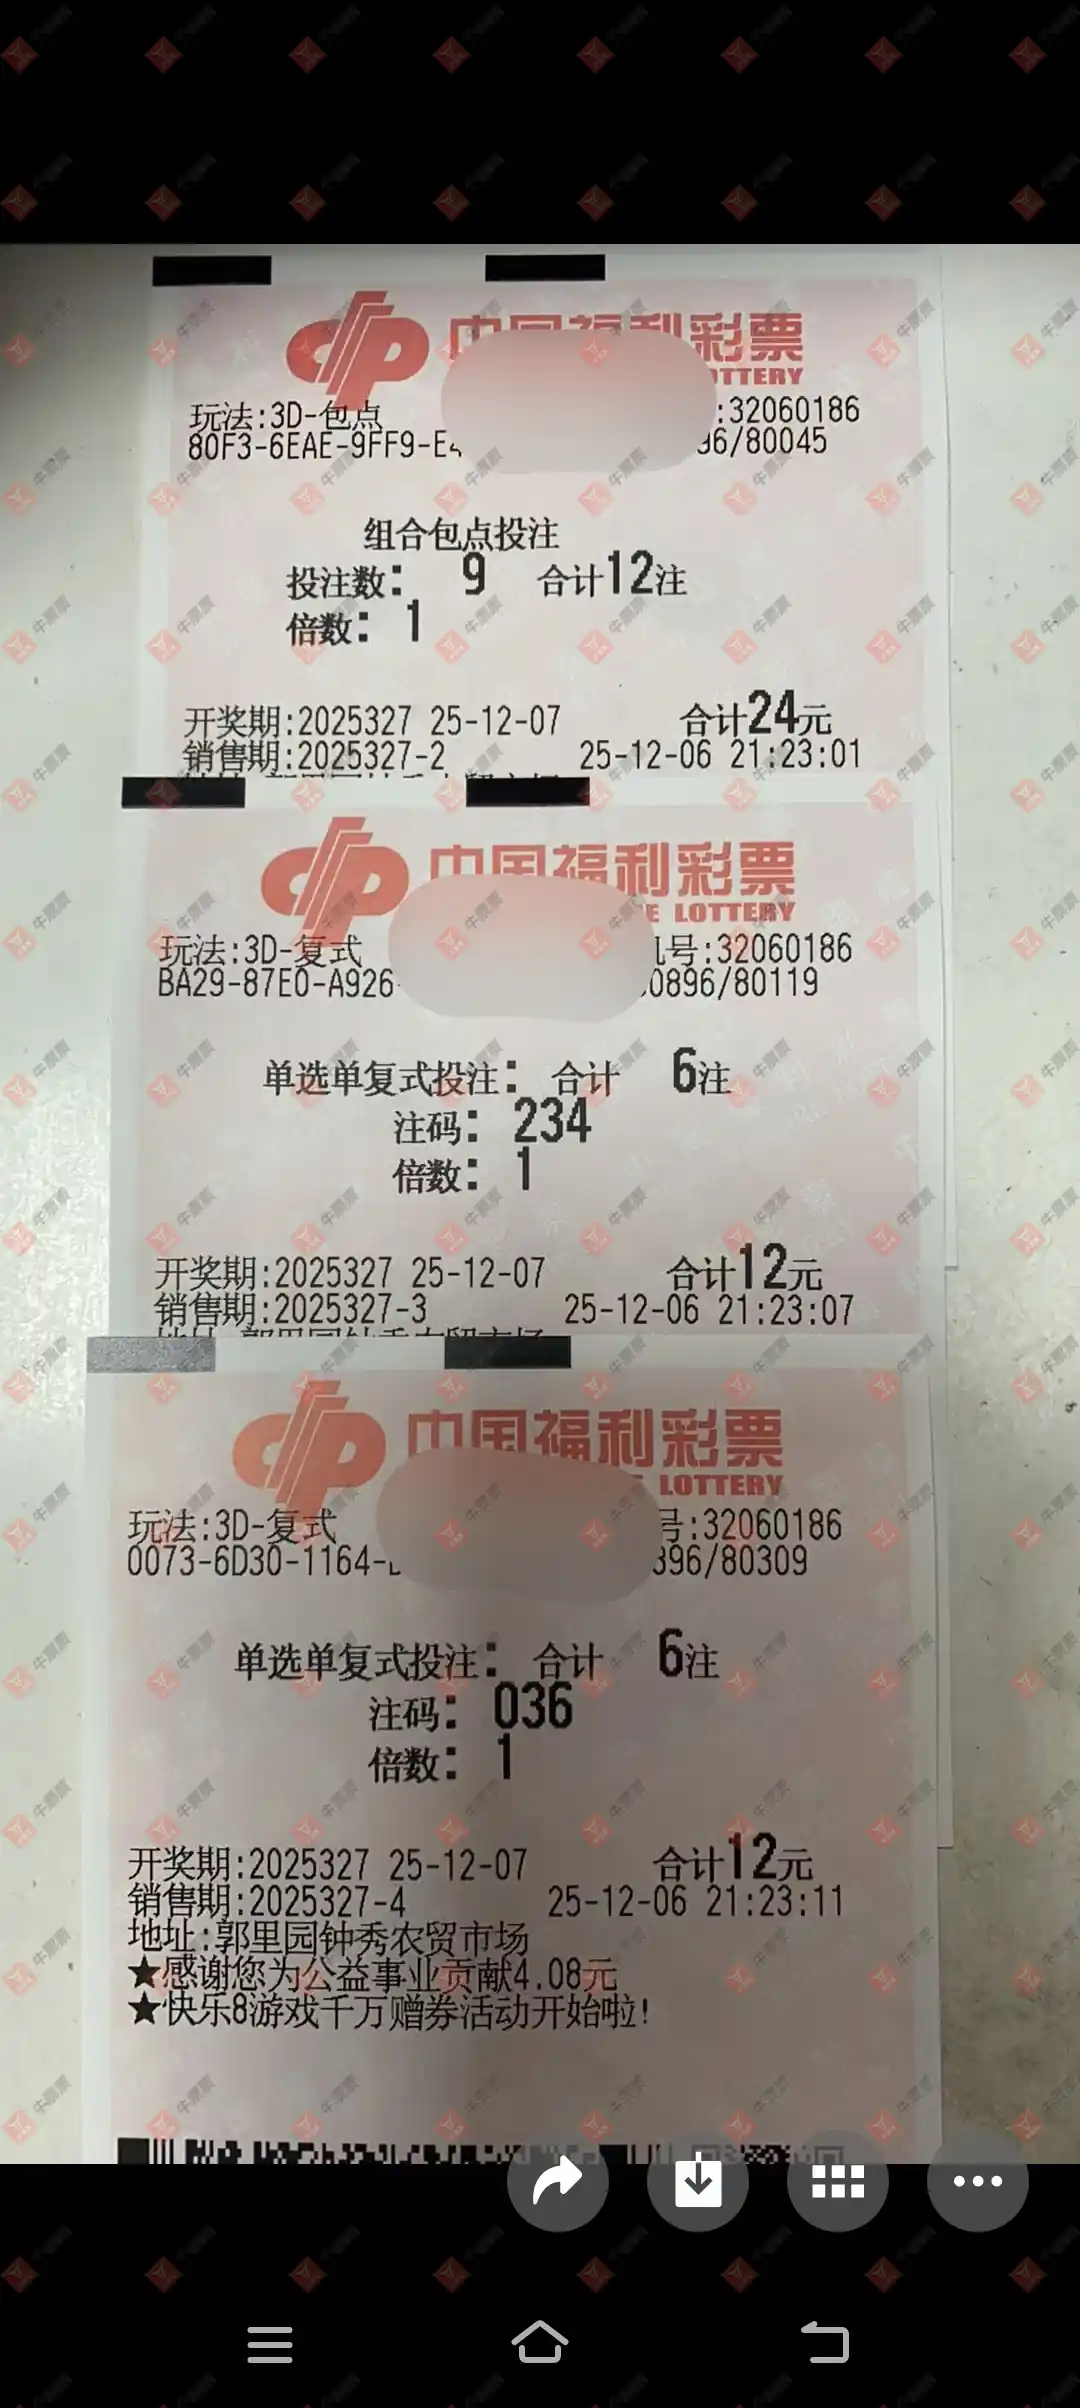 中国福利彩票
OTTERY
玩法:3D-包点
:32060186
80F3-6EAE-9FF9-E4
96/80045
组合包点投注
投注数: 9 合计12注
倍数: 1
开奖期:2025327 25-12-07 合计24元
销售期:2025327-2 25-12-06 21:23:01
中国福利彩票
E LOTTERY
玩法:3D-复式
机号:32060186
BA29-87E0-A926-
0896/80119
单选单复式投注: 合计 6注
注码: 234
倍数: 1
开奖期:2025327 25-12-07 合计12元
销售期:2025327-3 25-12-06 21:23:07
中国福利彩票
LOTTERY
玩法:3D-复式
号:32060186
0073-6D30-1164-
896/80309
单选单复式投注: 合计 6注
注码: 036
倍数: 1
开奖期:2025327 25-12-07 合计12元
销售期:2025327-4 25-12-06 21:23:11
地址:郭里园钟秀农贸市场
★感谢您为公益事业贡献4.08元
★快乐8游戏千万赠券活动开始啦!
牛票票